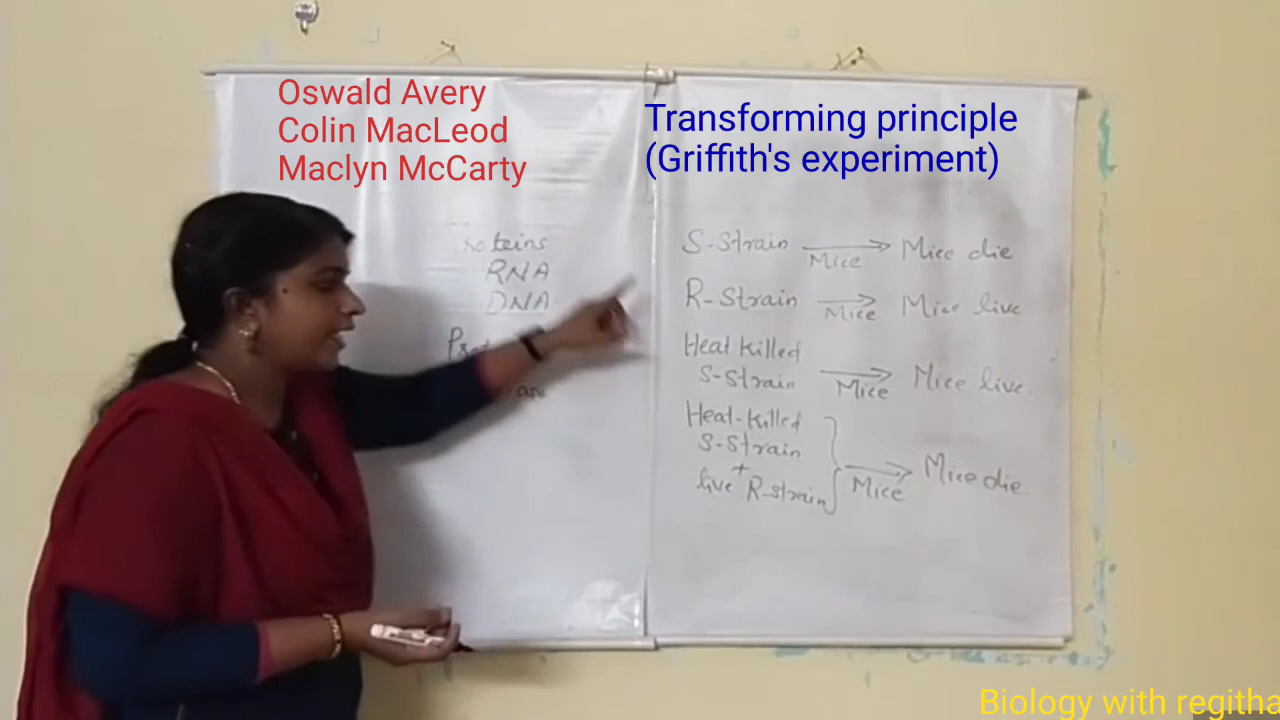 Oswald Avery
Colin MacLeod
Maclyn McCarty
RNA
DNA
Transforming principle
(Griffith's experiment)
S-Strain Mice Mice die
R-Strain Mice Mice live
Heat killed
S-Strain Mice Mice live.
Heat-killed
S-Strain
+
live R-strain Mice Mice die.
Biology with regitha